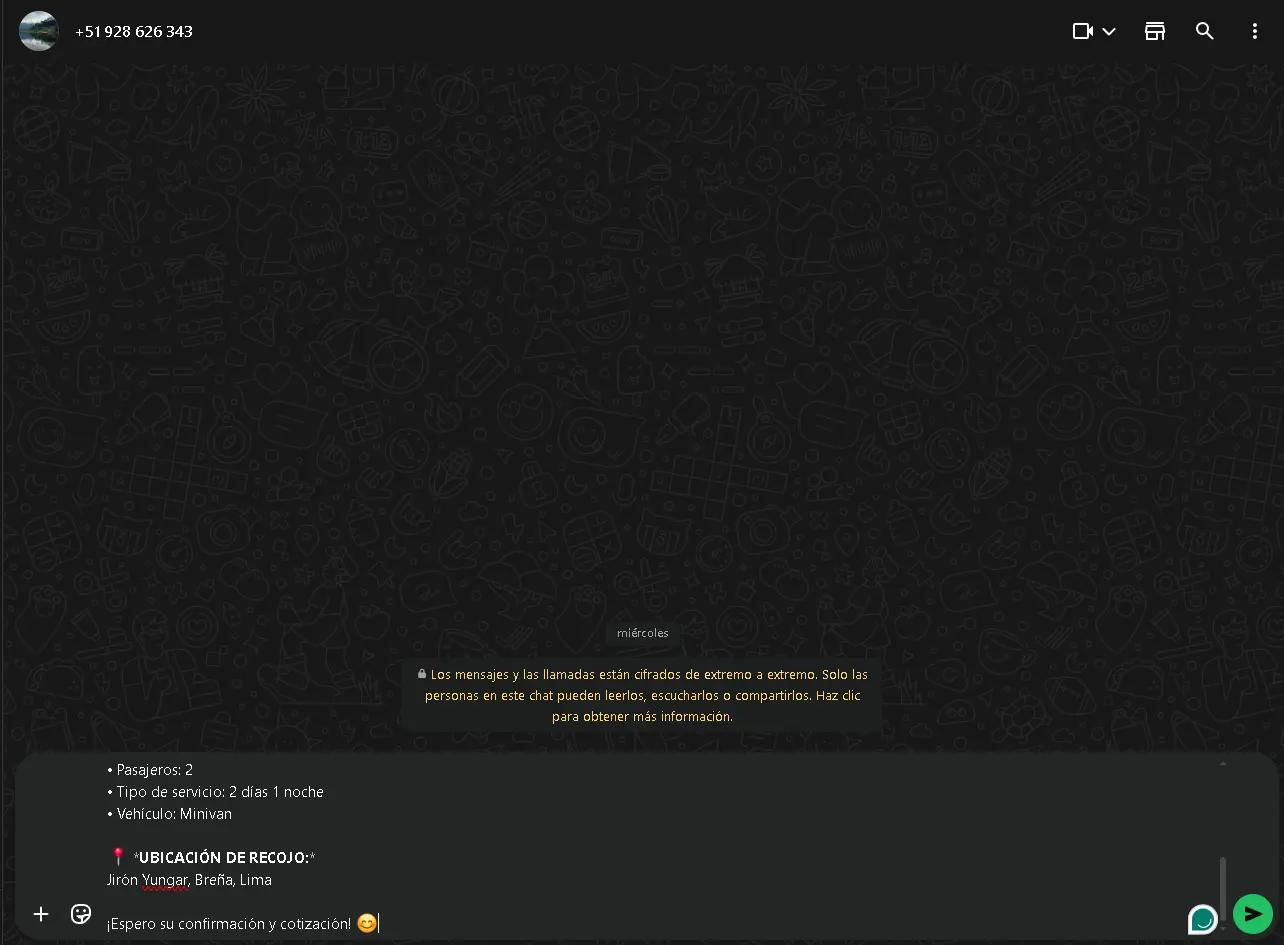 +51 928 626 343
miércoles
Los mensajes y las llamadas están cifrados de extremo a extremo. Solo las
personas en este chat pueden leerlos, escucharlos o compartirlos. Haz clic
para obtener más información.
• Pasajeros: 2
• Tipo de servicio: 2 días 1 noche
• Vehículo: Minivan
📍 *UBICACIÓN DE RECOJO:*
Jirón Yungar, Breña, Lima
¡Espero su confirmación y cotización! 😊